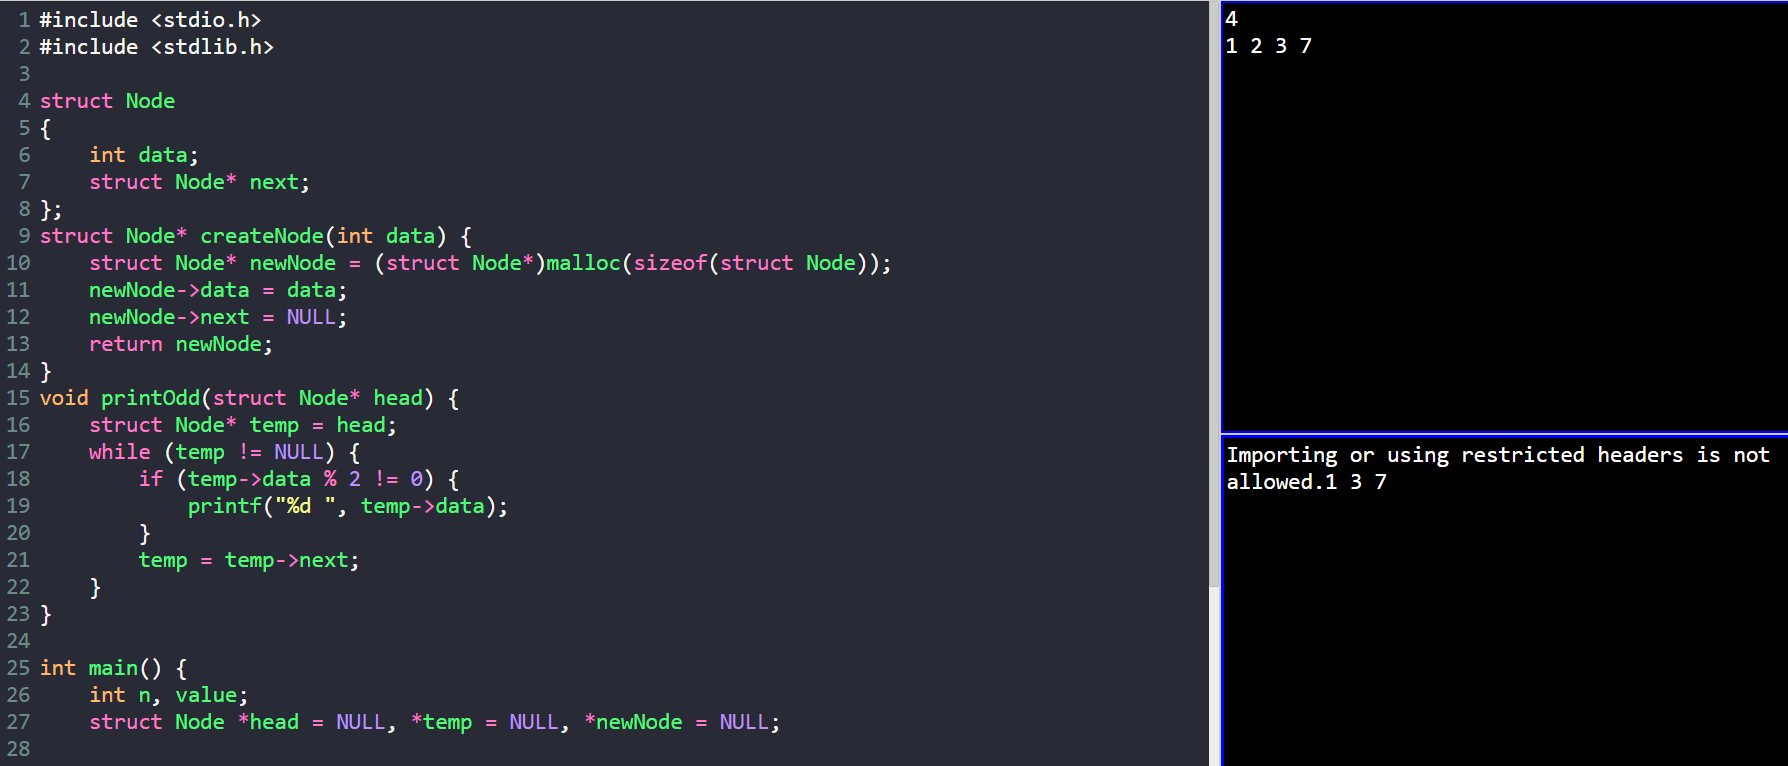 1 #include <stdio.h>
2 #include <stdlib.h>
3
4 struct Node
5 {
6     int data;
7     struct Node* next;
8 };
9 struct Node* createNode(int data) {
10     struct Node* newNode = (struct Node*)malloc(sizeof(struct Node));
11     newNode->data = data;
12     newNode->next = NULL;
13     return newNode;
14 }
15 void printOdd(struct Node* head) {
16     struct Node* temp = head;
17     while (temp != NULL) {
18         if (temp->data % 2 != 0) {
19             printf("%d ", temp->data);
20         }
21         temp = temp->next;
22     }
23 }
24
25 int main() {
26     int n, value;
27     struct Node *head = NULL, *temp = NULL, *newNode = NULL;
28
4
1 2 3 7
Importing or using restricted headers is not
allowed.1 3 7